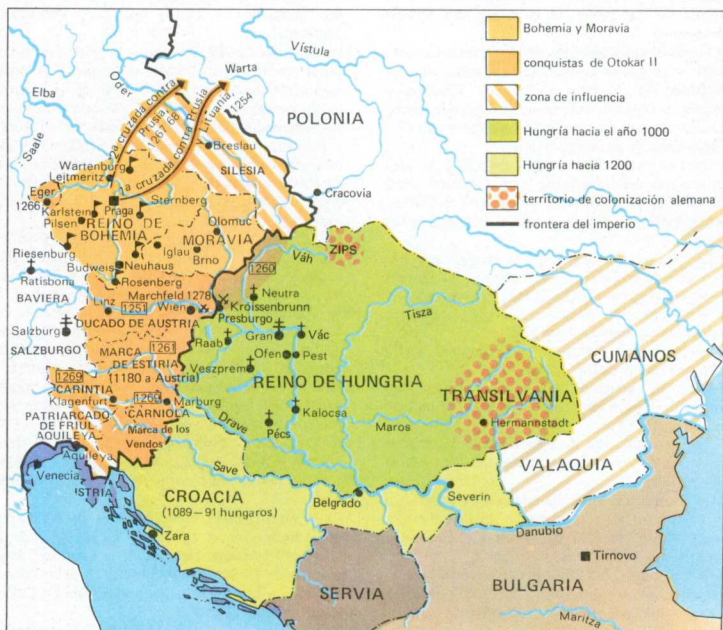 Bohemia y Moravia
conquistas de Otokar II
zona de influencia
Hungría hacia el año 1000
Hungría hacia 1200
territorio de colonización alemana
frontera del imperio
Elba
Oder
Vístula
Warta
Saale
1a cruzada contra
Prusia,
1267/68
1a cruzada contra Prusia
Lituania,
1254
POLONIA
Breslau
SILESIA
Cracovia
Wartenburg
Leitmeritz
Eger
1266
Karlstein
Praga
Sternberg
Pilsen
REINO DE
BOHEMIA
Olomuc
MORAVIA
Iglau
Brno
Riesenburg
Budweis
Neuhaus
Ratisbona
Rosenberg
BAVIERA
Linz
1251
Marchfeld 1278
Wien
Kroissenbrunn
Presburgo
DUCADO DE AUSTRIA
Salzburg
SALZBURGO
MARCA
1261
DE ESTIRIA
(1180 a Austria)
1269
CARINTIA
Klagenfurt
1269
Marburg
CARNIOLA
PATRIARCADO
DE FRIUL
AQUILEYA
Marca de los
Vendos
Aquileya
Venecia
ISTRIA
1260
Váh
ZIPS
Neutra
Gran
Vác
Raab
Ofen
Pest
Veszprem
REINO DE HUNGRIA
Kalocsa
Pécs
Drave
Save
Tisza
Maros
TRANSILVANIA
Hermannstadt
CUMANOS
VALAQUIA
CROACIA
(1089—91 hungaros)
Zara
Belgrado
Severin
Danubio
SERVIA
BULGARIA
Tirnovo
Maritza